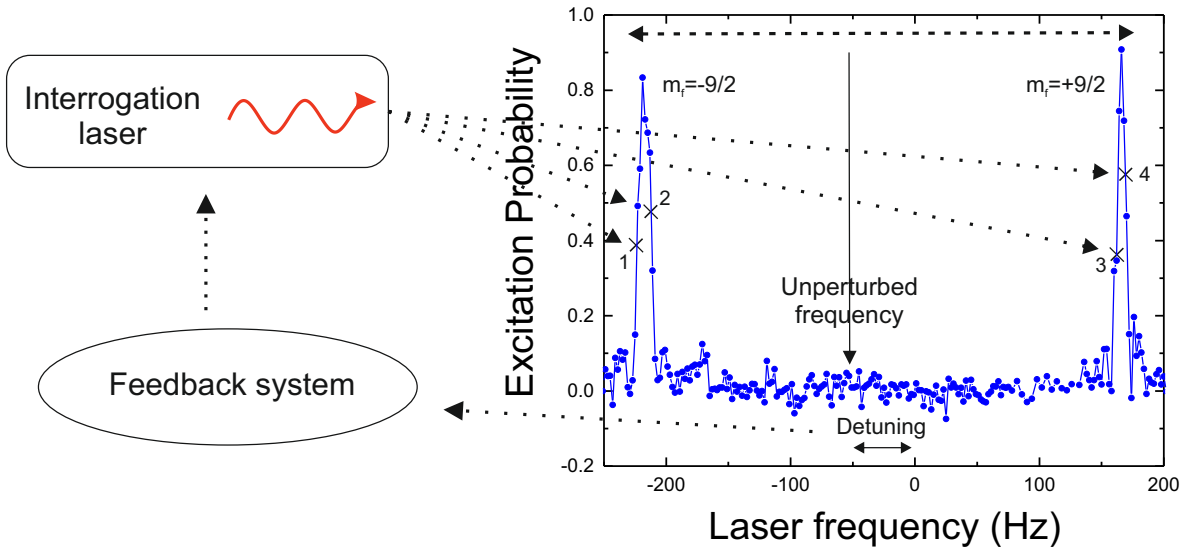 Interrogation
laser
Feedback system
Excitation Probability
1.0
0.8
0.6
0.4
0.2
0.0
-0.2
mf=-9/2
mf=+9/2
1
2
3
4
Unperturbed
frequency
Detuning
-200
-100
0
100
200
Laser frequency (Hz)